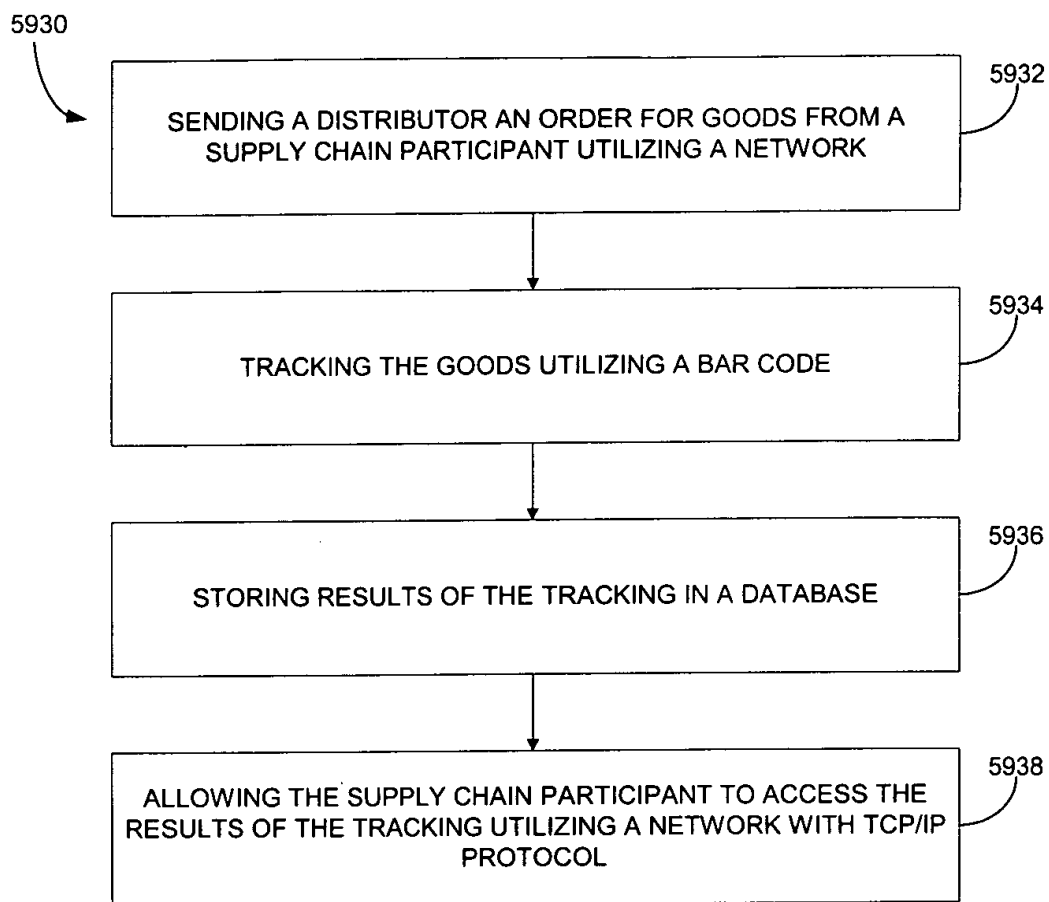 5930
5932
SENDING A DISTRIBUTOR AN ORDER FOR GOODS FROM A
SUPPLY CHAIN PARTICIPANT UTILIZING A NETWORK
5934
TRACKING THE GOODS UTILIZING A BAR CODE
5936
STORING RESULTS OF THE TRACKING IN A DATABASE
5938
ALLOWING THE SUPPLY CHAIN PARTICIPANT TO ACCESS THE
RESULTS OF THE TRACKING UTILIZING A NETWORK WITH TCP/IP
PROTOCOL